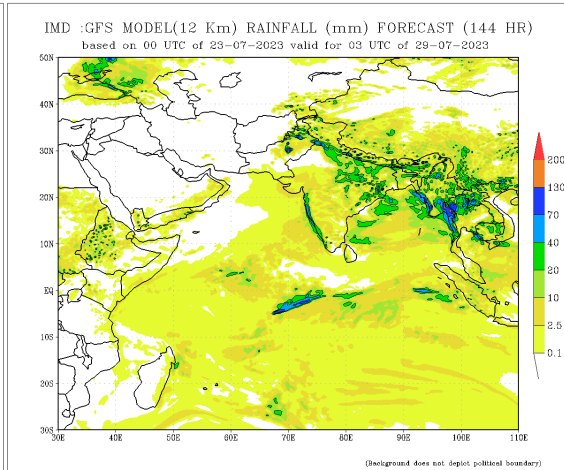 IMD :GFS MODEL(12 Km) RAINFALL (mm) FORECAST (144 HR)
based on 00 UTC of 23-07-2023 valid for 03 UTC of 29-07-2023
50N
40N
30N
20N
10N
EQ
10S
20S
30S
30E 40E 50E 60E 70E 80E 90E 100E 110E
200
130
70
40
20
10
2.5
0.1
(Background does not depict political boundary)